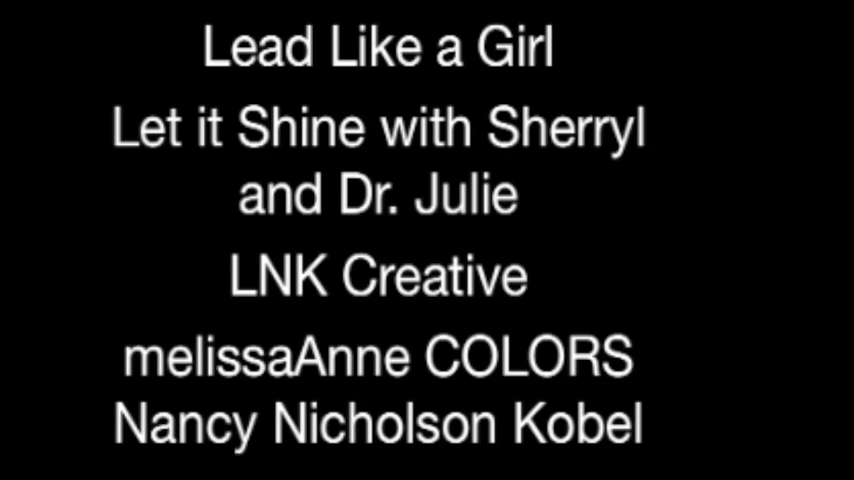 Lead Like a Girl
Let it Shine with Sherryl
and Dr. Julie
LNK Creative
melissaAnne COLORS
Nancy Nicholson Kobel